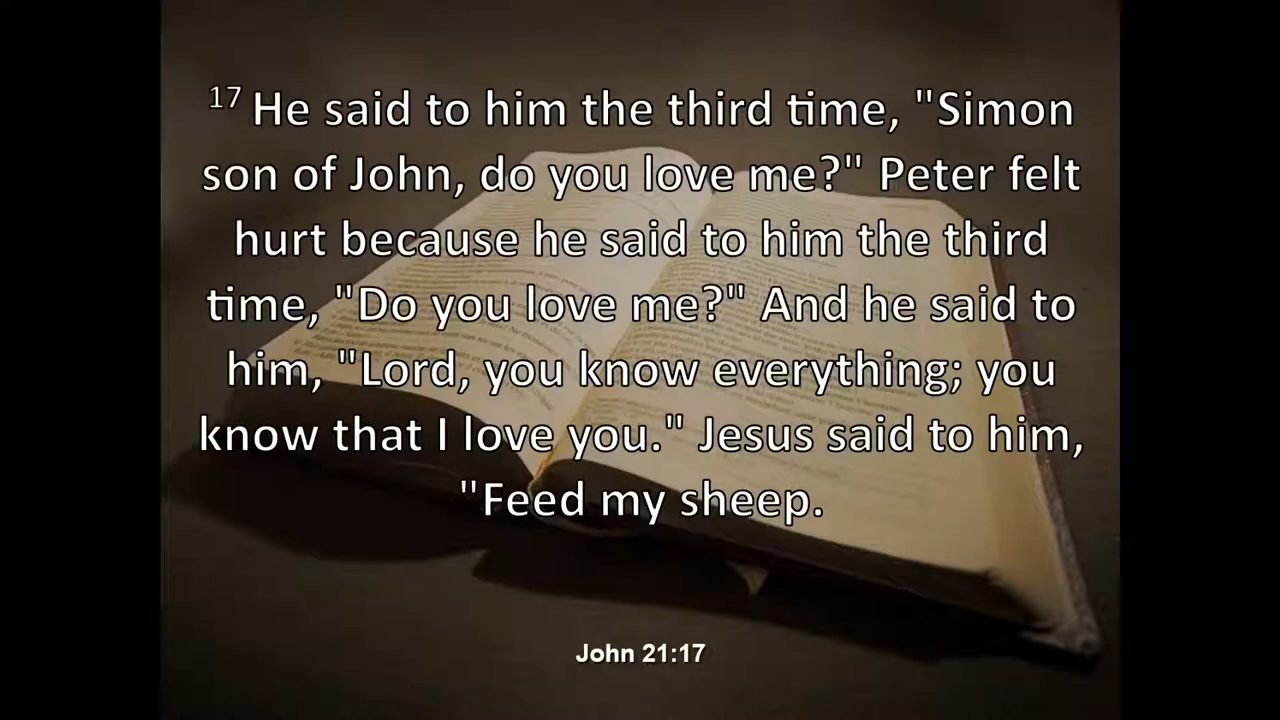 17 He said to him the third time, "Simon
son of John, do you love me?" Peter felt
hurt because he said to him the third
time, "Do you love me?" And he said to
him, "Lord, you know everything; you
know that I love you." Jesus said to him,
"Feed my sheep.
John 21:17